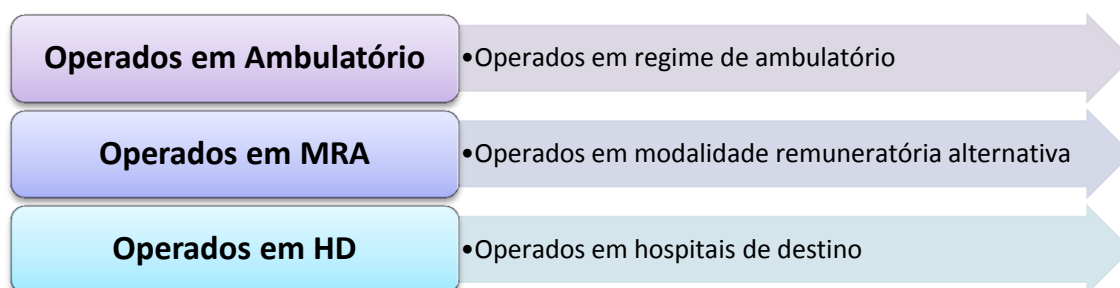 Operados em Ambulatório
•Operados em regime de ambulatório
Operados em MRA
•Operados em modalidade remuneratória alternativa
Operados em HD
•Operados em hospitais de destino